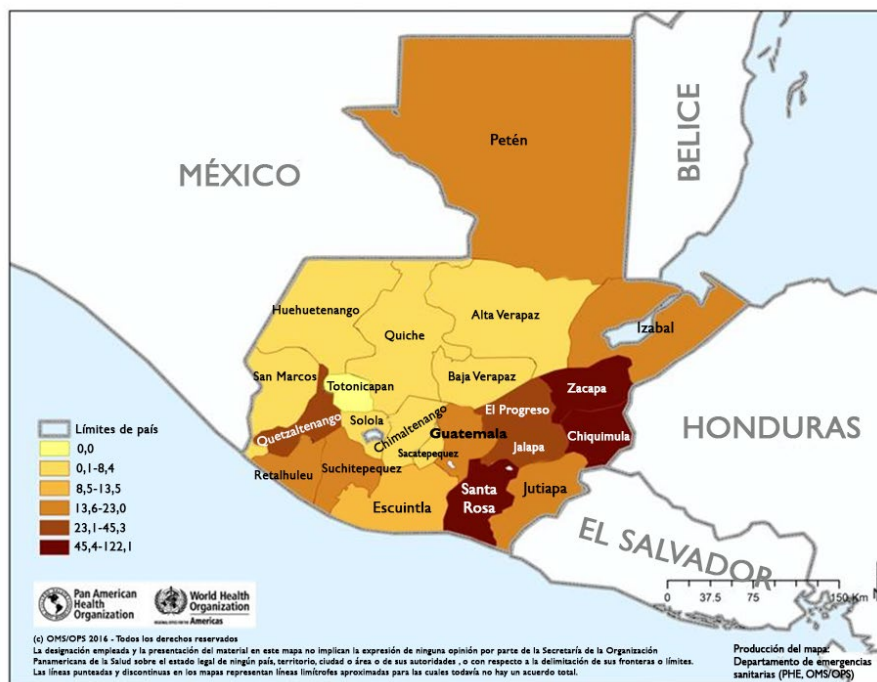 Petén
BELICE
MÉXICO
Izabal
Huehuetenango
Alta Verapaz
Quiche
San Marcos
Baja Verapaz
Zacapa
Totonicapan
El Progreso
HONDURAS
Límites de país
Quetzaltenango
Solola
Chimaltenango
Guatemala
Chiquimula
0,0
Sacatepequez
Jalapa
0,1-8,4
Retalhuleu
Suchitepequez
Santa
Rosa
Jutiapa
8,5-13,5
Escuintla
13,6-23,0
23,1-45,3
EL SALVADOR
45,4-122,1
0 37.5 75 150 Km
Pan American
Health
Organization
World Health
Organization
Americas
(c) OMS/OPS 2016 - Todos los derechos reservados
La designación empleada y la presentación del material en este mapa no implican la expresión de ninguna opinión por parte de la Secretaría de la Organización
Panamericana de la Salud sobre el estado legal de ningún país, territorio, ciudad o área o de sus autoridades , o con respecto a la delimitación de sus fronteras o límites.
Las líneas punteadas y discontinuas en los mapas representan líneas limítrofes aproximadas para las cuales todavía no hay un acuerdo total.
Producción del mapa:
Departamento de emergencias
sanitarias (PHE, OMS/OPS)